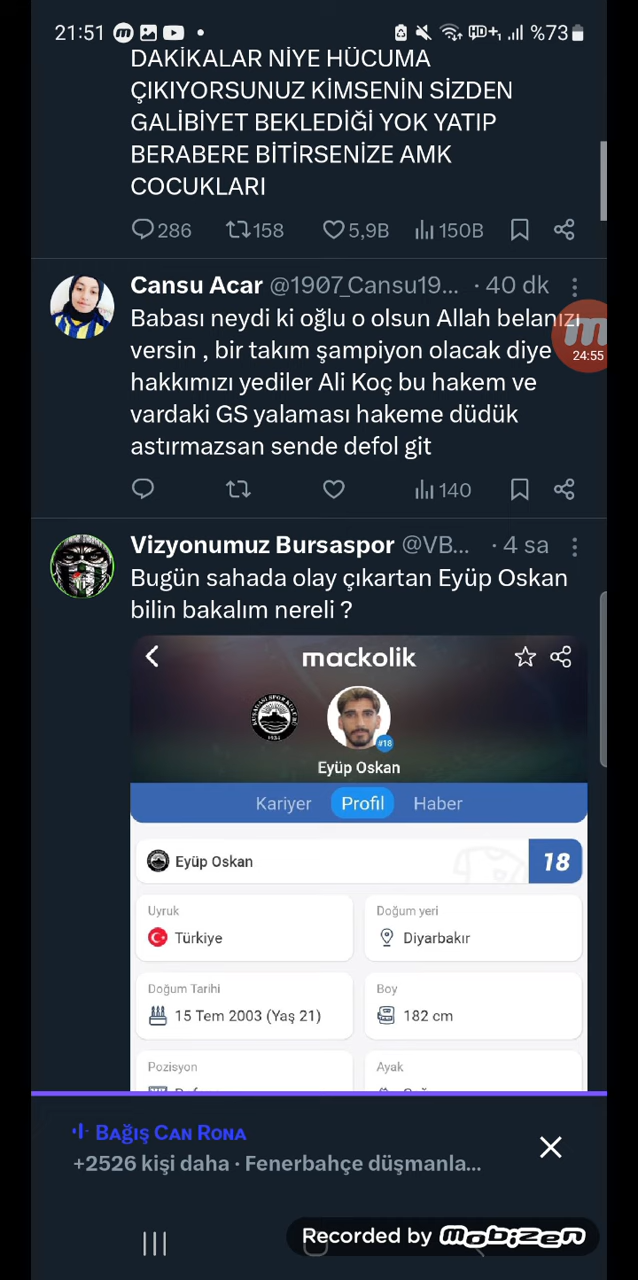 21:51
%73
DAKİKALAR NİYE HÜCUMA
ÇIKIYORSUNUZ KİMSENİN SİZDEN
GALİBİYET BEKLEDİĞİ YOK YATIP
BERABERE BİTİRSENİZE AMK
COCUKLARI
286 158 5,9B 150B
Cansu Acar @1907_Cansu19... · 40 dk
Babası neydi ki oğlu o olsun Allah belanızı
versin , bir takım şampiyon olacak diye
24:55
hakkımızı yediler Ali Koç bu hakem ve
vardaki GS yalaması hakeme düdük
astırmazsan sende defol git
140
Vizyonumuz Bursaspor @VB... · 4 sa
Bugün sahada olay çıkartan Eyüp Oskan
bilin bakalım nereli ?
mackolik
#18
Eyüp Oskan
Kariyer Profil Haber
Eyüp Oskan 18
Uyruk Doğum yeri
Türkiye Diyarbakır
Doğum Tarihi Boy
15 Tem 2003 (Yaş 21) 182 cm
Pozisyon Ayak
Bağış Can Rona
+2526 kişi daha · Fenerbahçe düşmanla...
Recorded by mobizen